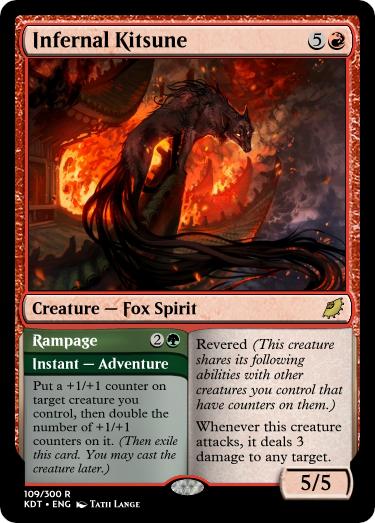 Infernal Kitsune 5
Creature — Fox Spirit
Rampage 2
Instant — Adventure
Put a +1/+1 counter on
target creature you
control, then double the
number of +1/+1
counters on it. (Then exile
this card. You may cast the
creature later.)
Revered (This creature
shares its following
abilities with other
creatures you control that
have counters on them.)
Whenever this creature
attacks, it deals 3
damage to any target.
5/5
109/300 R
KDT • ENG Tatii Lange